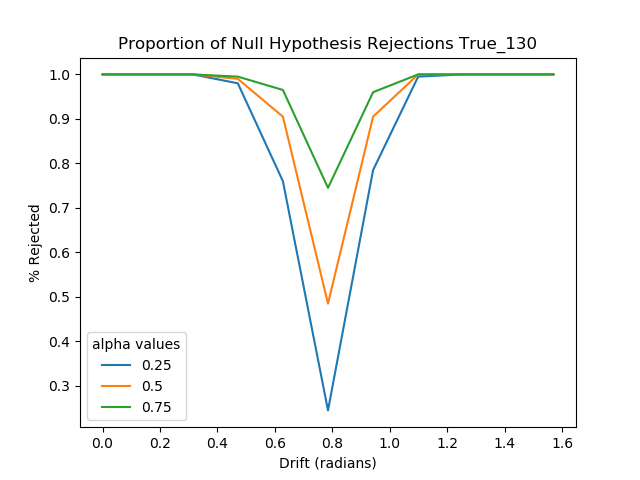 Proportion of Null Hypothesis Rejections True_130
1.0
0.9
0.8
0.7
0.6
0.5
0.4
0.3
% Rejected
alpha values
0.25
0.5
0.75
0.0 0.2 0.4 0.6 0.8 1.0 1.2 1.4 1.6
Drift (radians)